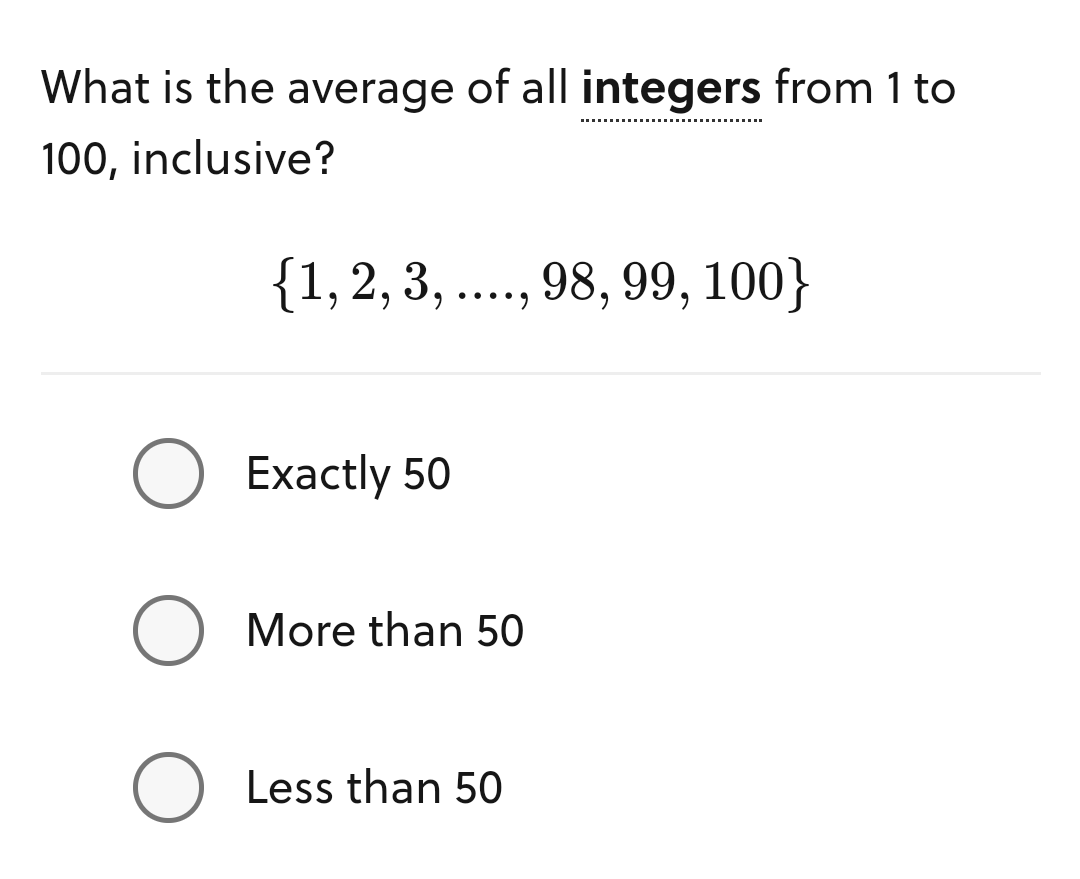 What is the average of all integers from 1 to
100, inclusive?
{1, 2, 3, ...., 98, 99, 100}
Exactly 50
More than 50
Less than 50